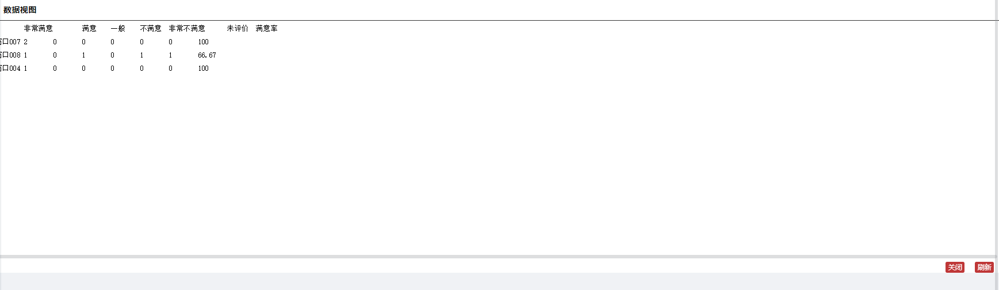 数据视图
非常满意 满意 一般 不满意 非常不满意 未评价 满意率
窗口007 2 0 0 0 0 0 100
窗口008 1 0 1 0 1 1 66.67
窗口004 1 0 0 0 0 0 100
关闭 刷新